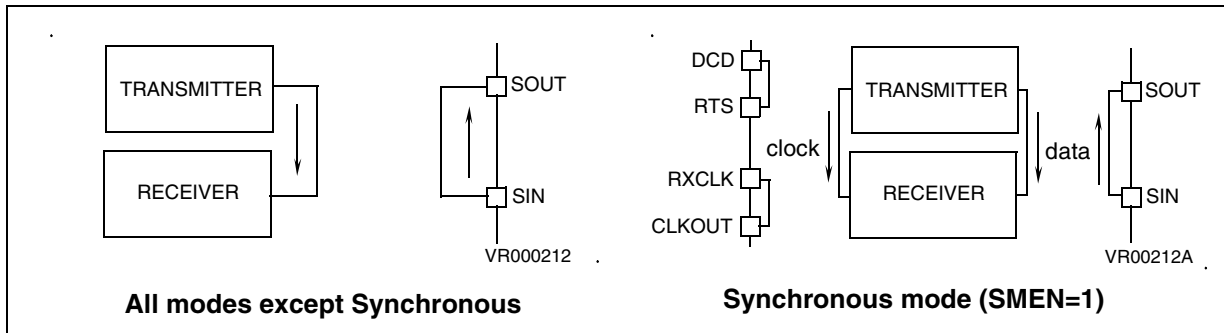 TRANSMITTER
RECEIVER
SOUT
SIN
VR000212
All modes except Synchronous
DCD
RTS
RXCLK
CLKOUT
clock
TRANSMITTER
RECEIVER
data
SOUT
SIN
VR00212A
Synchronous mode (SMEN=1)